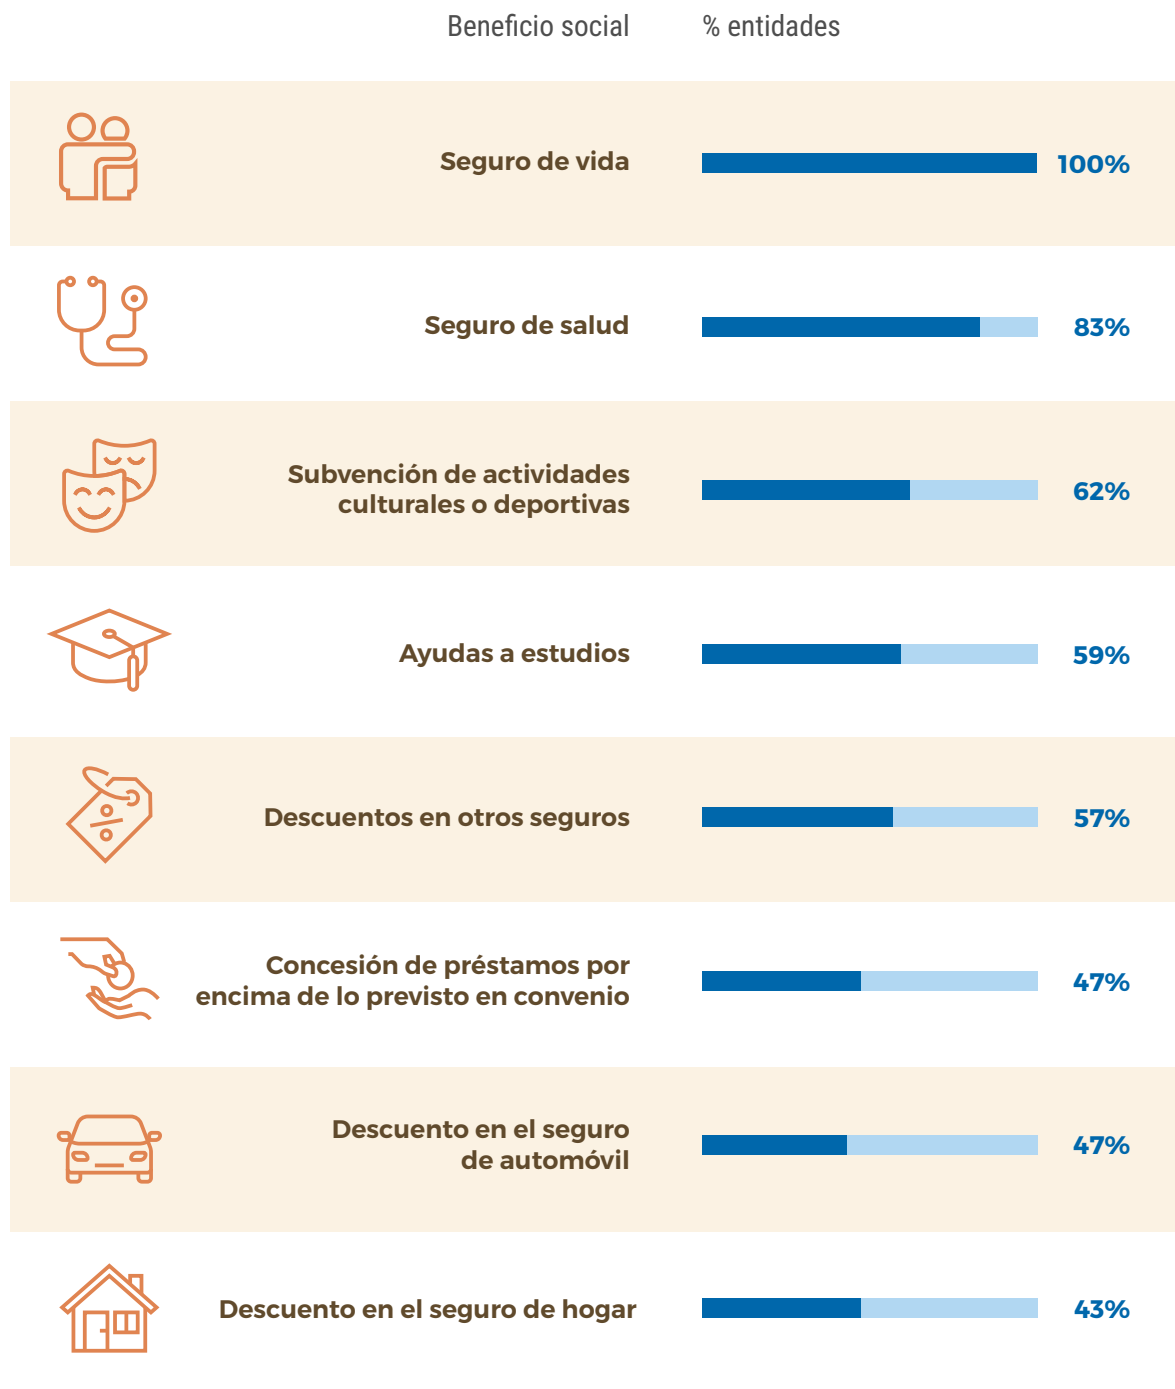 Beneficio social % entidades
Seguro de vida 100%
Seguro de salud 83%
Subvención de actividades
culturales o deportivas 62%
Ayudas a estudios 59%
Descuentos en otros seguros 57%
Concesión de préstamos por
encima de lo previsto en convenio 47%
Descuento en el seguro
de automóvil 47%
Descuento en el seguro de hogar 43%